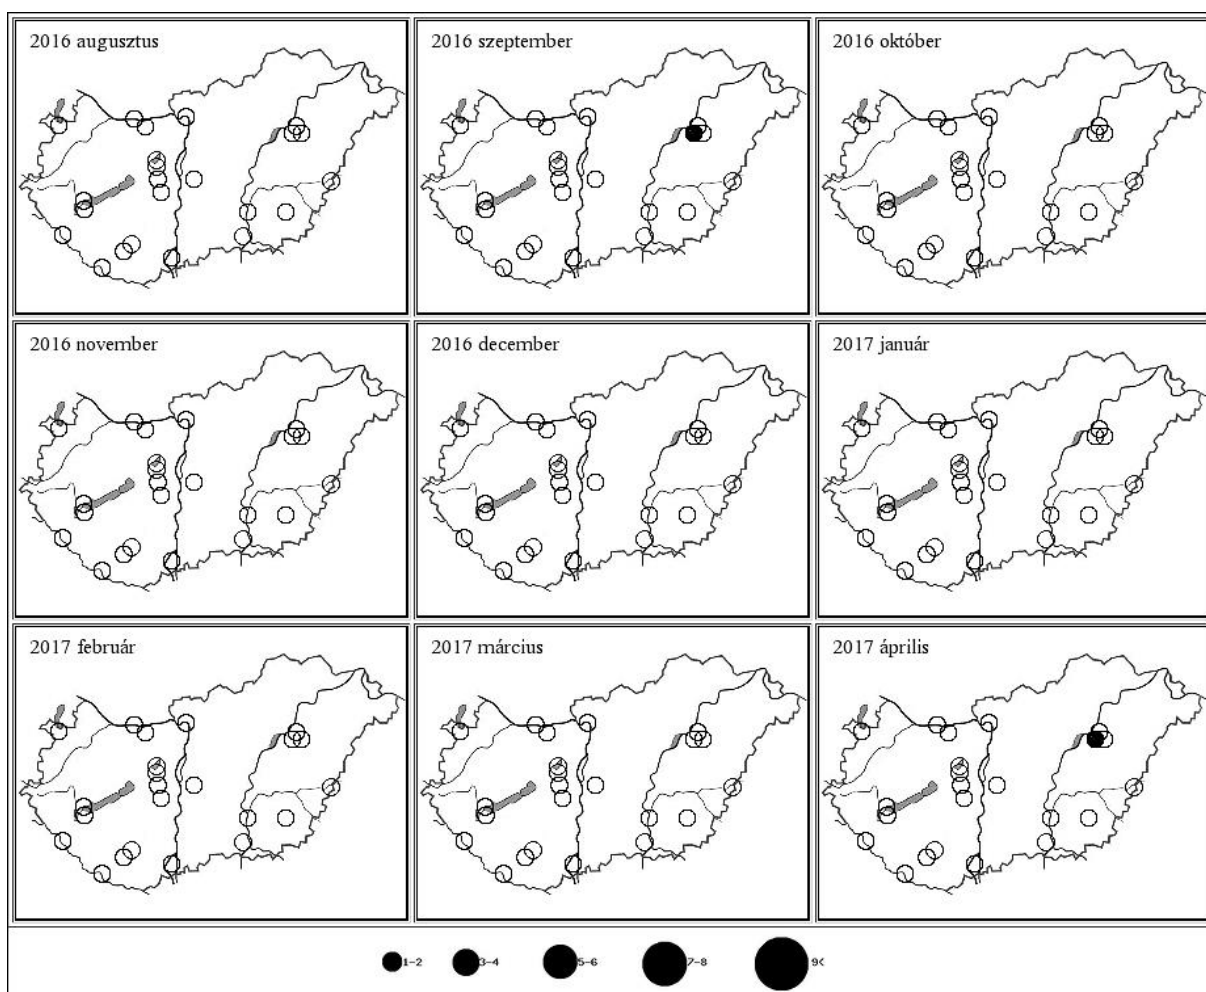 2016 augusztus
2016 szeptember
2016 október
2016 november
2016 december
2017 január
2017 február
2017 március
2017 április
1-2 3-4 5-6 7-8 9<